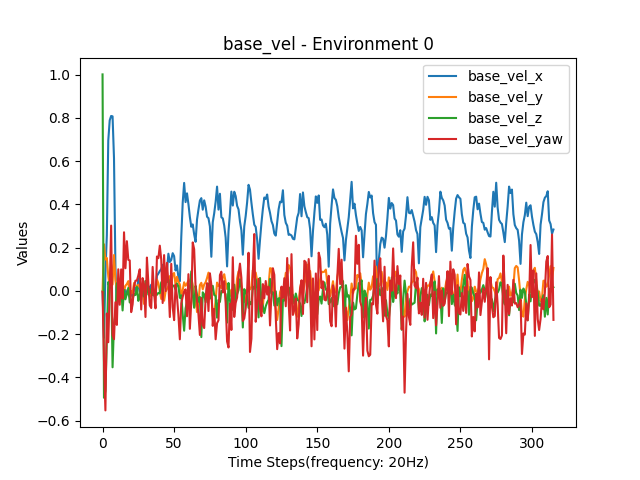 base_vel - Environment 0
base_vel_x
base_vel_y
base_vel_z
base_vel_yaw
1.0
0.8
0.6
0.4
0.2
0.0
−0.2
−0.4
−0.6
Values
0 50 100 150 200 250 300
Time Steps(frequency: 20Hz)